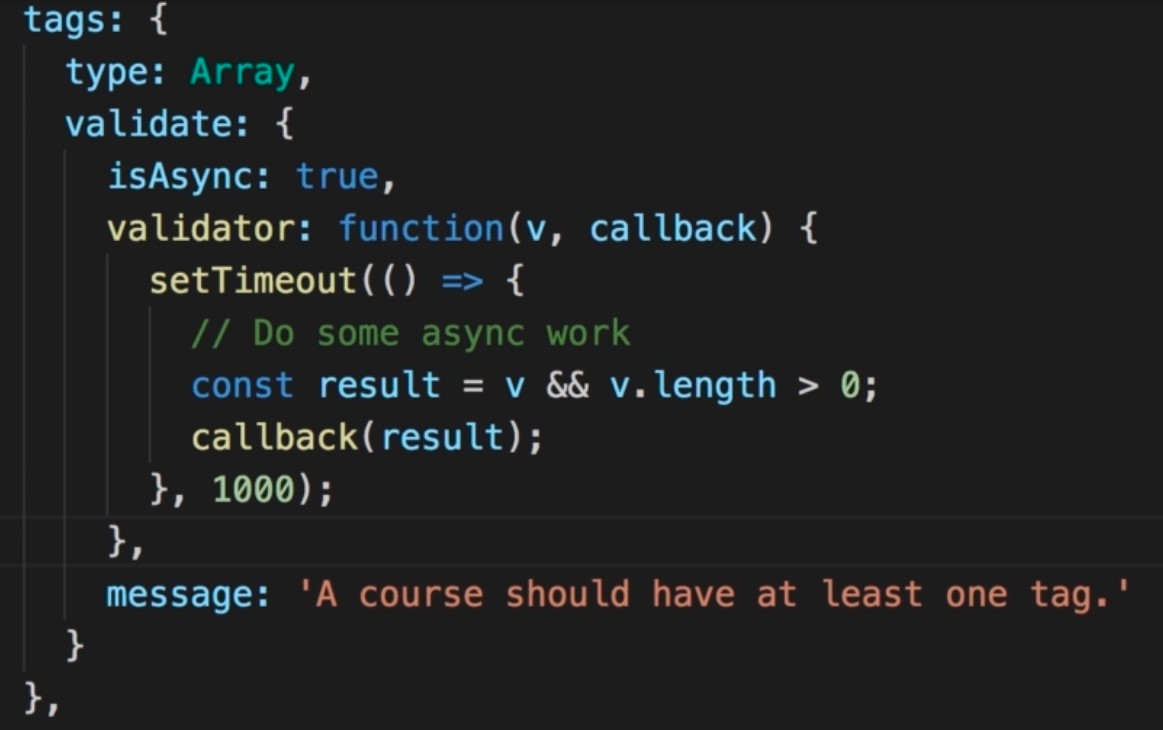 tags: {
  type: Array,
  validate: {
    isAsync: true,
    validator: function(v, callback) {
      setTimeout(() => {
        // Do some async work
        const result = v && v.length > 0;
        callback(result);
      }, 1000);
    },
    message: 'A course should have at least one tag.'
  }
},